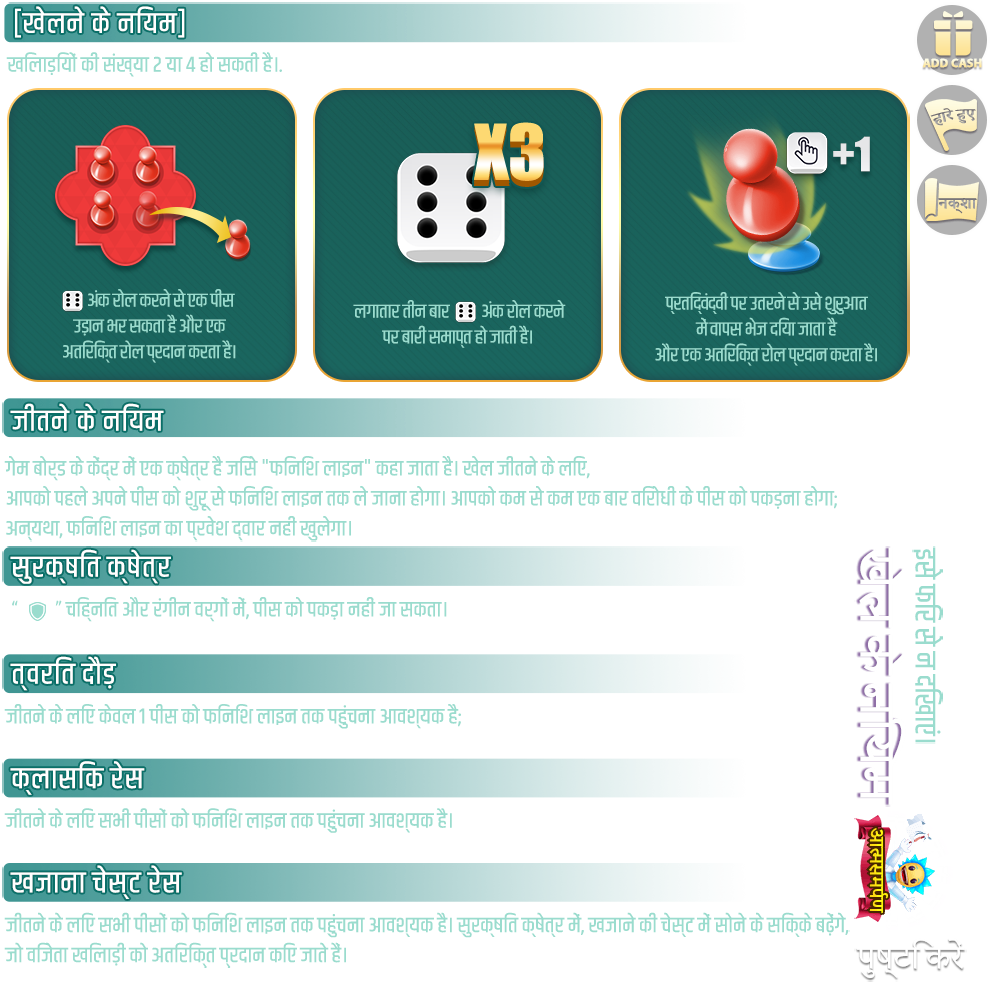 [खेलने के नियम]
खिलाड़ियों की संख्या 2 या 4 हो सकती है।.
X3
+1
अंक रोल करने से एक पीस
उड़ान भर सकता है और एक
अतिरिक्त रोल प्रदान करता है।
लगातार तीन बार अंक रोल करने
पर बारी समाप्त हो जाती है।
प्रतिद्वंद्वी पर उतरने से उसे शुरुआत
में वापस भेज दिया जाता है
और एक अतिरिक्त रोल प्रदान करता है।
जीतने के नियम
गेम बोर्ड के केंद्र में एक क्षेत्र है जिसे "फिनिश लाइन" कहा जाता है। खेल जीतने के लिए,
आपको पहले अपने पीस को शुरू से फिनिश लाइन तक ले जाना होगा। आपको कम से कम एक बार विरोधी के पीस को पकड़ना होगा;
अन्यथा, फिनिश लाइन का प्रवेश द्वार नहीं खुलेगा।
सुरक्षित क्षेत्र
“ ” चिह्नित और रंगीन वर्गों में, पीस को पकड़ा नहीं जा सकता।
त्वरित दौड़
जीतने के लिए केवल 1 पीस को फिनिश लाइन तक पहुंचना आवश्यक है;
क्लासिक रेस
जीतने के लिए सभी पीसों को फिनिश लाइन तक पहुंचना आवश्यक है।
खजाना चेस्ट रेस
जीतने के लिए सभी पीसों को फिनिश लाइन तक पहुंचना आवश्यक है। सुरक्षित क्षेत्र में, खजाने की चेस्ट में सोने के सिक्के बढ़ेंगे,
जो विजेता खिलाड़ी को अतिरिक्त प्रदान किए जाते हैं।
ADD CASH
हारे हुए
नक्शा
इसे फिर से न दिखाएं।
खेल के नियम
आत्मसमर्पण
पुष्टि करें